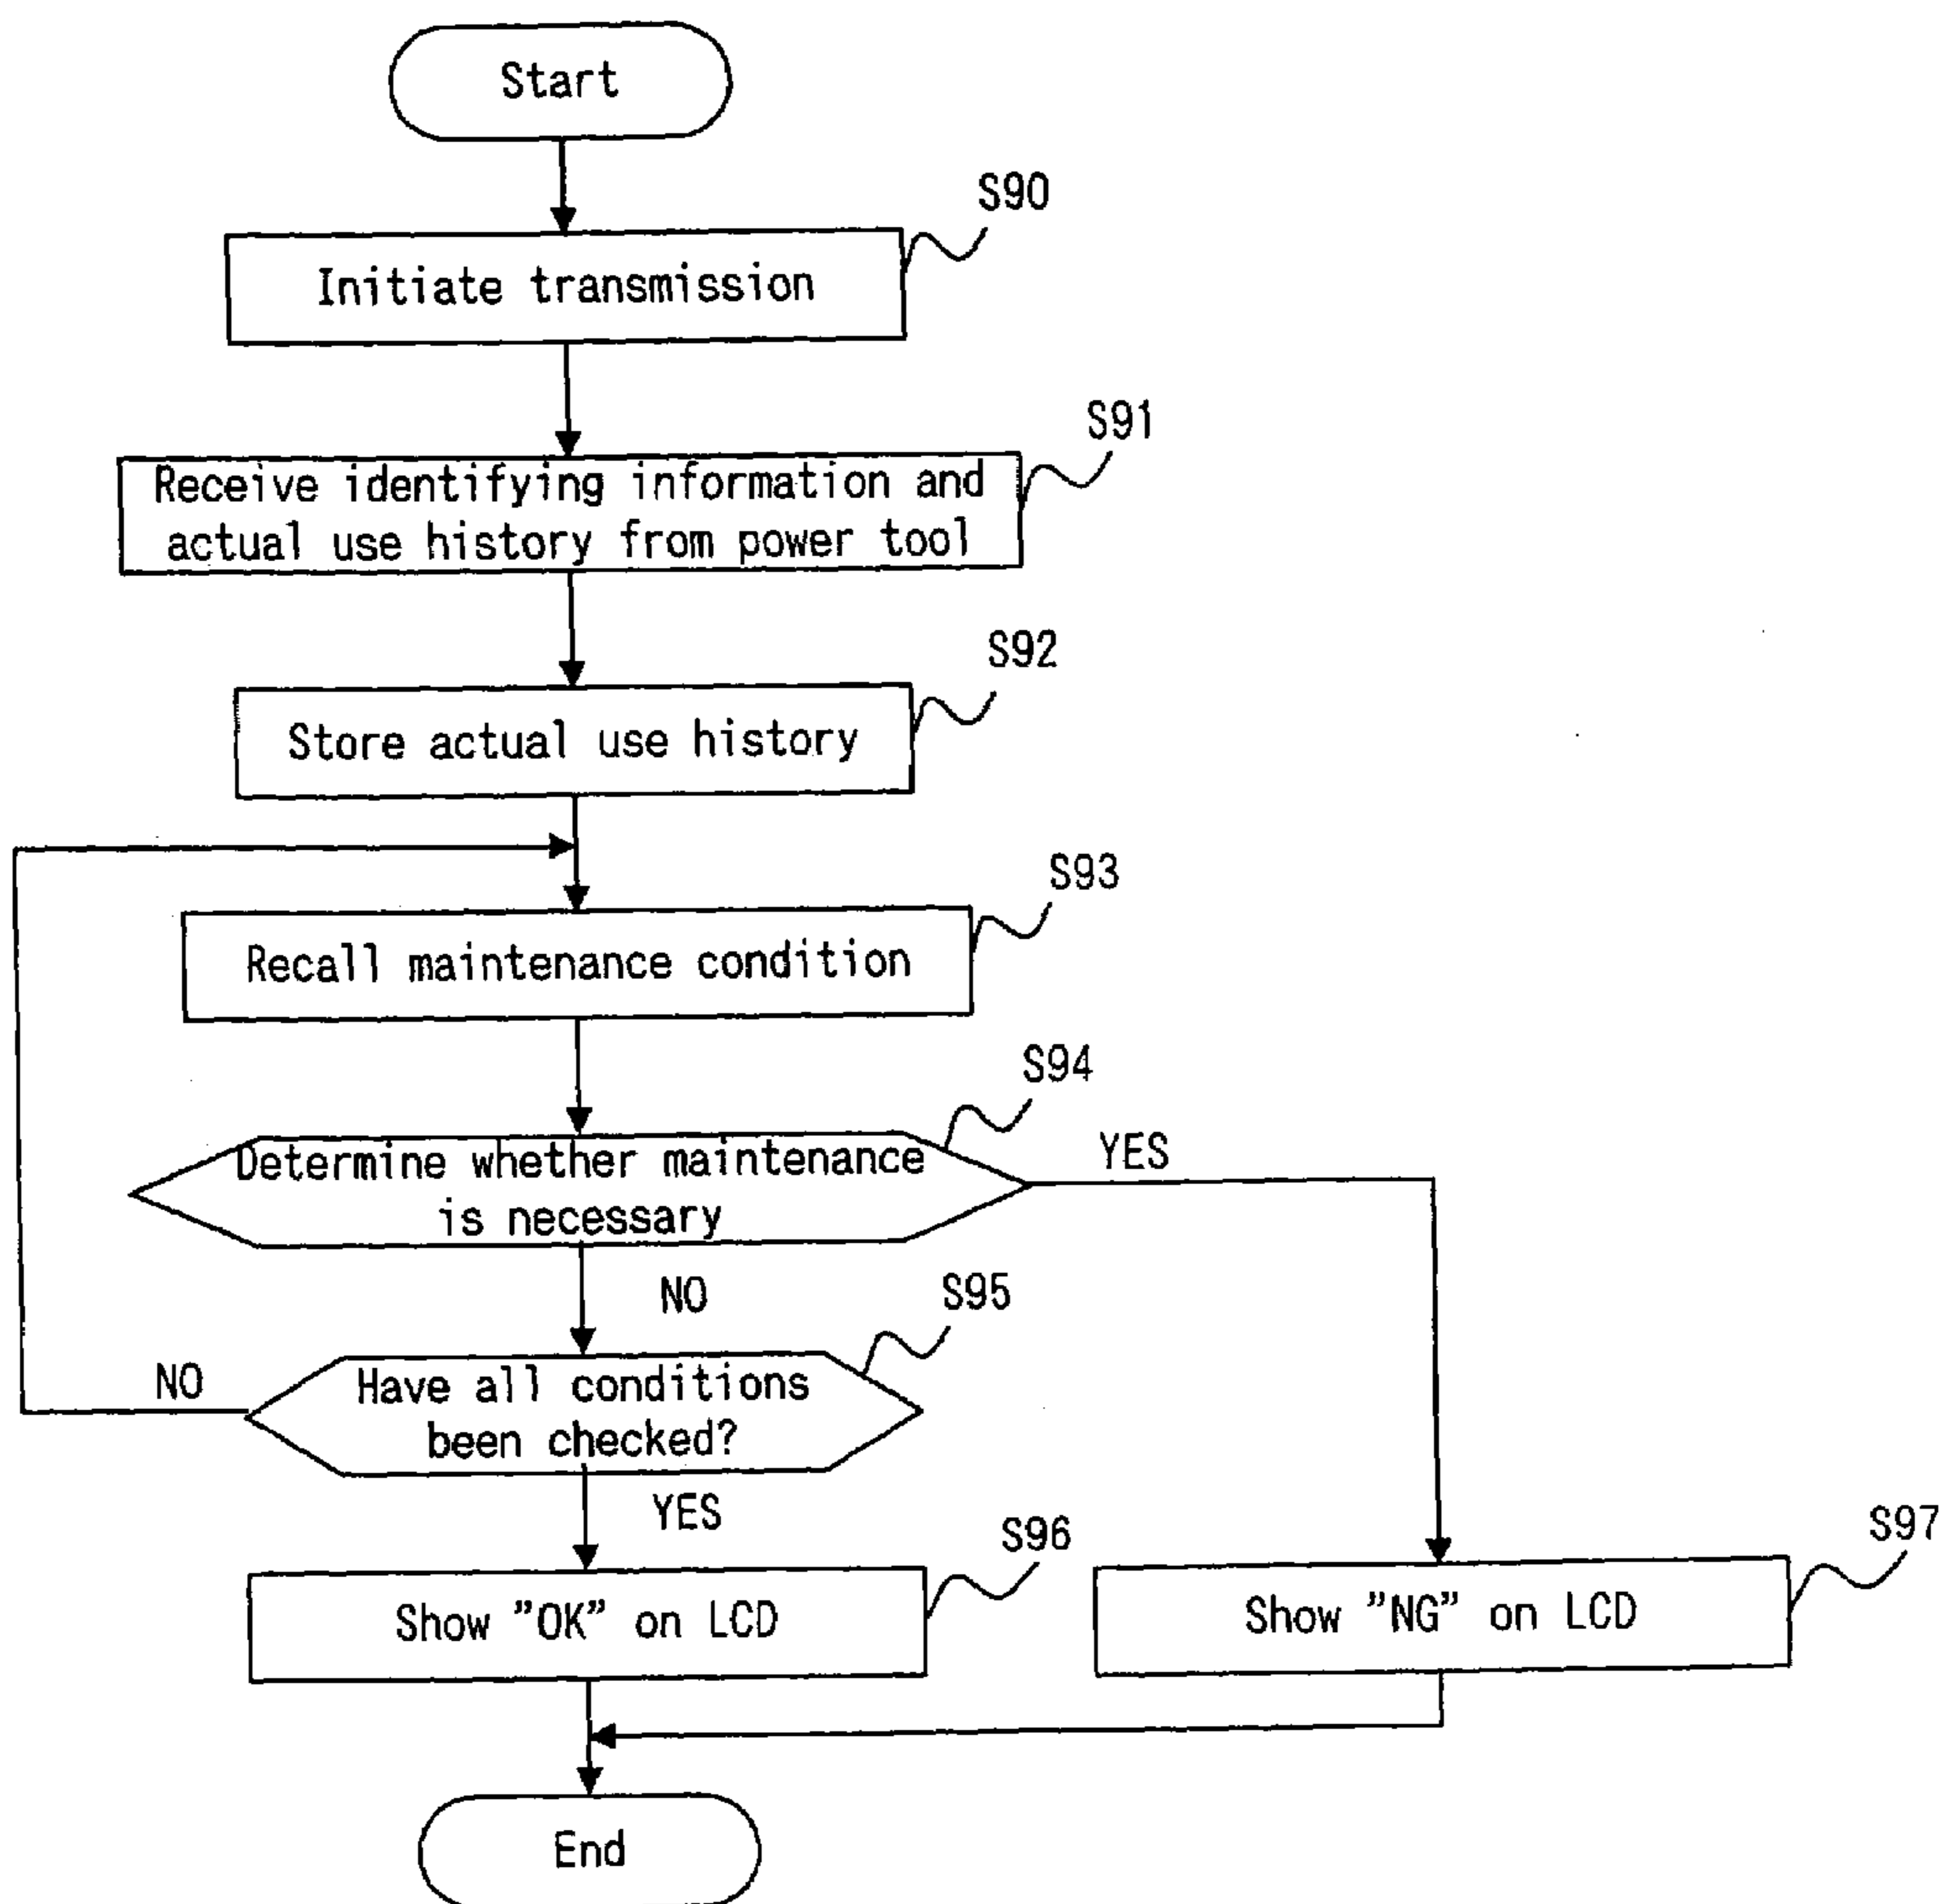 Start
S90
Initiate transmission
S91
Receive identifying information and
actual use history from power tool
S92
Store actual use history
S93
Recall maintenance condition
S94
Determine whether maintenance
is necessary
YES
NO
S95
Have all conditions
been checked?
NO
YES
S96
Show ”OK” on LCD
S97
Show ”NG” on LCD
End